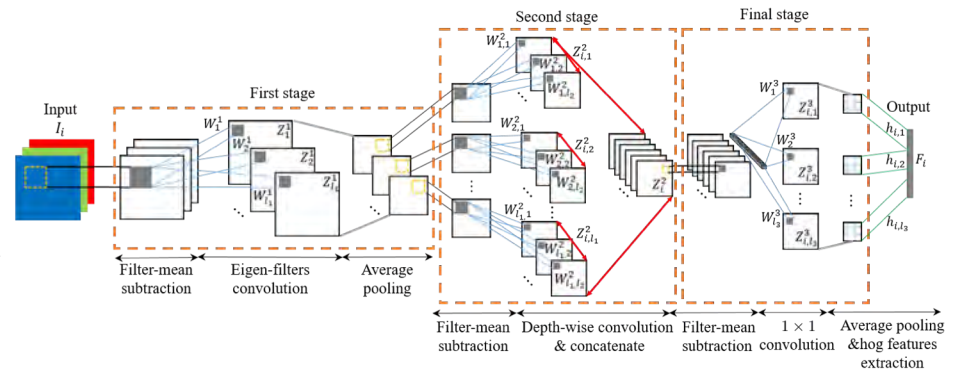 Second stage
Final stage
First stage
Input
I_i
Output
W_1^1
Z_1^1
W_2^1
Z_2^1
W_{l_1}^1
Z_{l_1}^1
...
W_{1,1}^2
Z_{i,1}^2
W_{1,2}^2
W_{1,l_2}^2
...
W_{2,1}^2
Z_{i,2}^2
W_{2,l_2}^2
...
W_{l_1,1}^2
Z_{i,l_1}^2
W_{l_1,2}^2
W_{l_1,l_2}^2
...
Z_i^2
W_1^3
Z_{i,1}^3
W_2^3
Z_{i,2}^3
...
W_{l_3}^3
Z_{i,l_3}^3
h_{i,1}
h_{i,2}
h_{i,l_3}
F_i
Filter-mean
subtraction
Eigen-filters
convolution
Average
pooling
Filter-mean
subtraction
Depth-wise convolution
& concatenate
Filter-mean
subtraction
1 × 1
convolution
Average pooling
&hog features
extraction